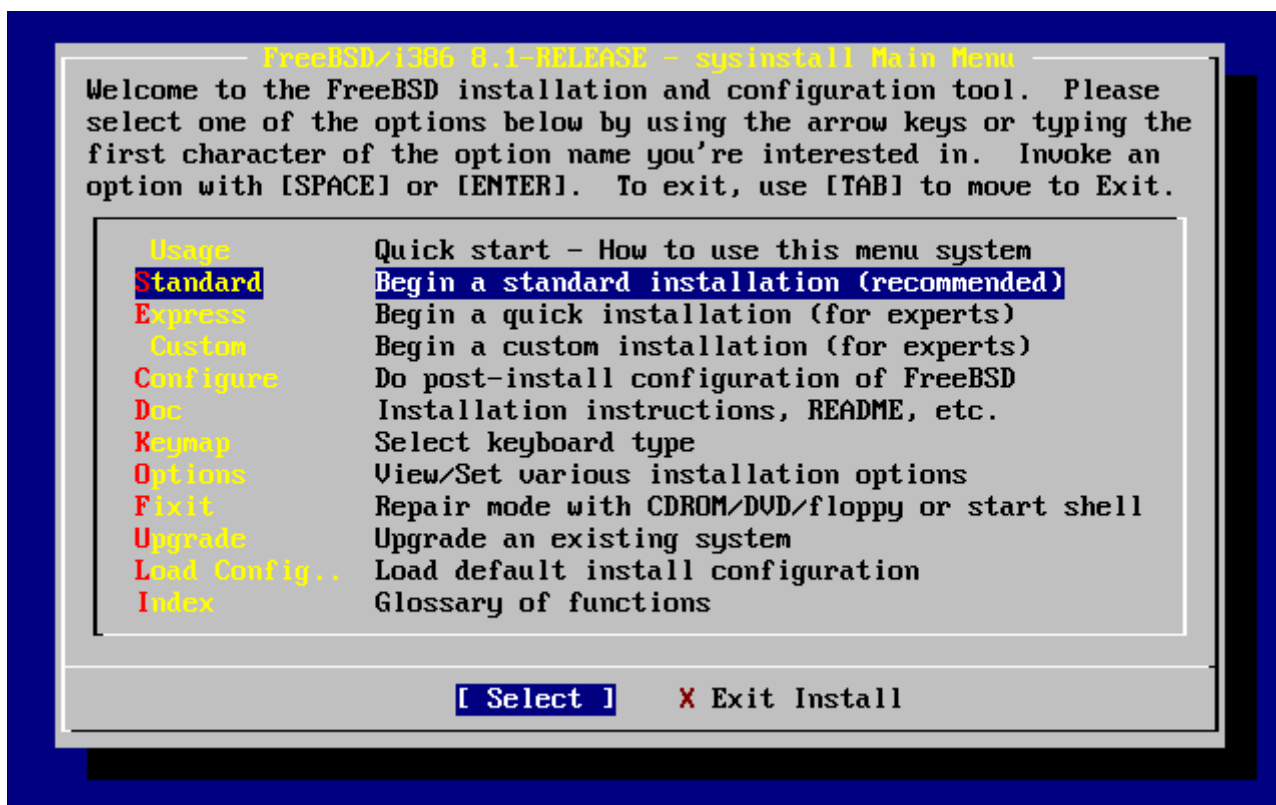 FreeBSD/i386 8.1-RELEASE - sysinstall Main Menu
Welcome to the FreeBSD installation and configuration tool.  Please
select one of the options below by using the arrow keys or typing the
first character of the option name you're interested in.  Invoke an
option with [SPACE] or [ENTER].  To exit, use [TAB] to move to Exit.
Usage Quick start - How to use this menu system
Standard Begin a standard installation (recommended)
Express Begin a quick installation (for experts)
Custom Begin a custom installation (for experts)
Configure Do post-install configuration of FreeBSD
Doc Installation instructions, README, etc.
Keymap Select keyboard type
Options View/Set various installation options
Fixit Repair mode with CDROM/DVD/floppy or start shell
Upgrade Upgrade an existing system
Load Config.. Load default install configuration
Index Glossary of functions
[ Select ] X Exit Install